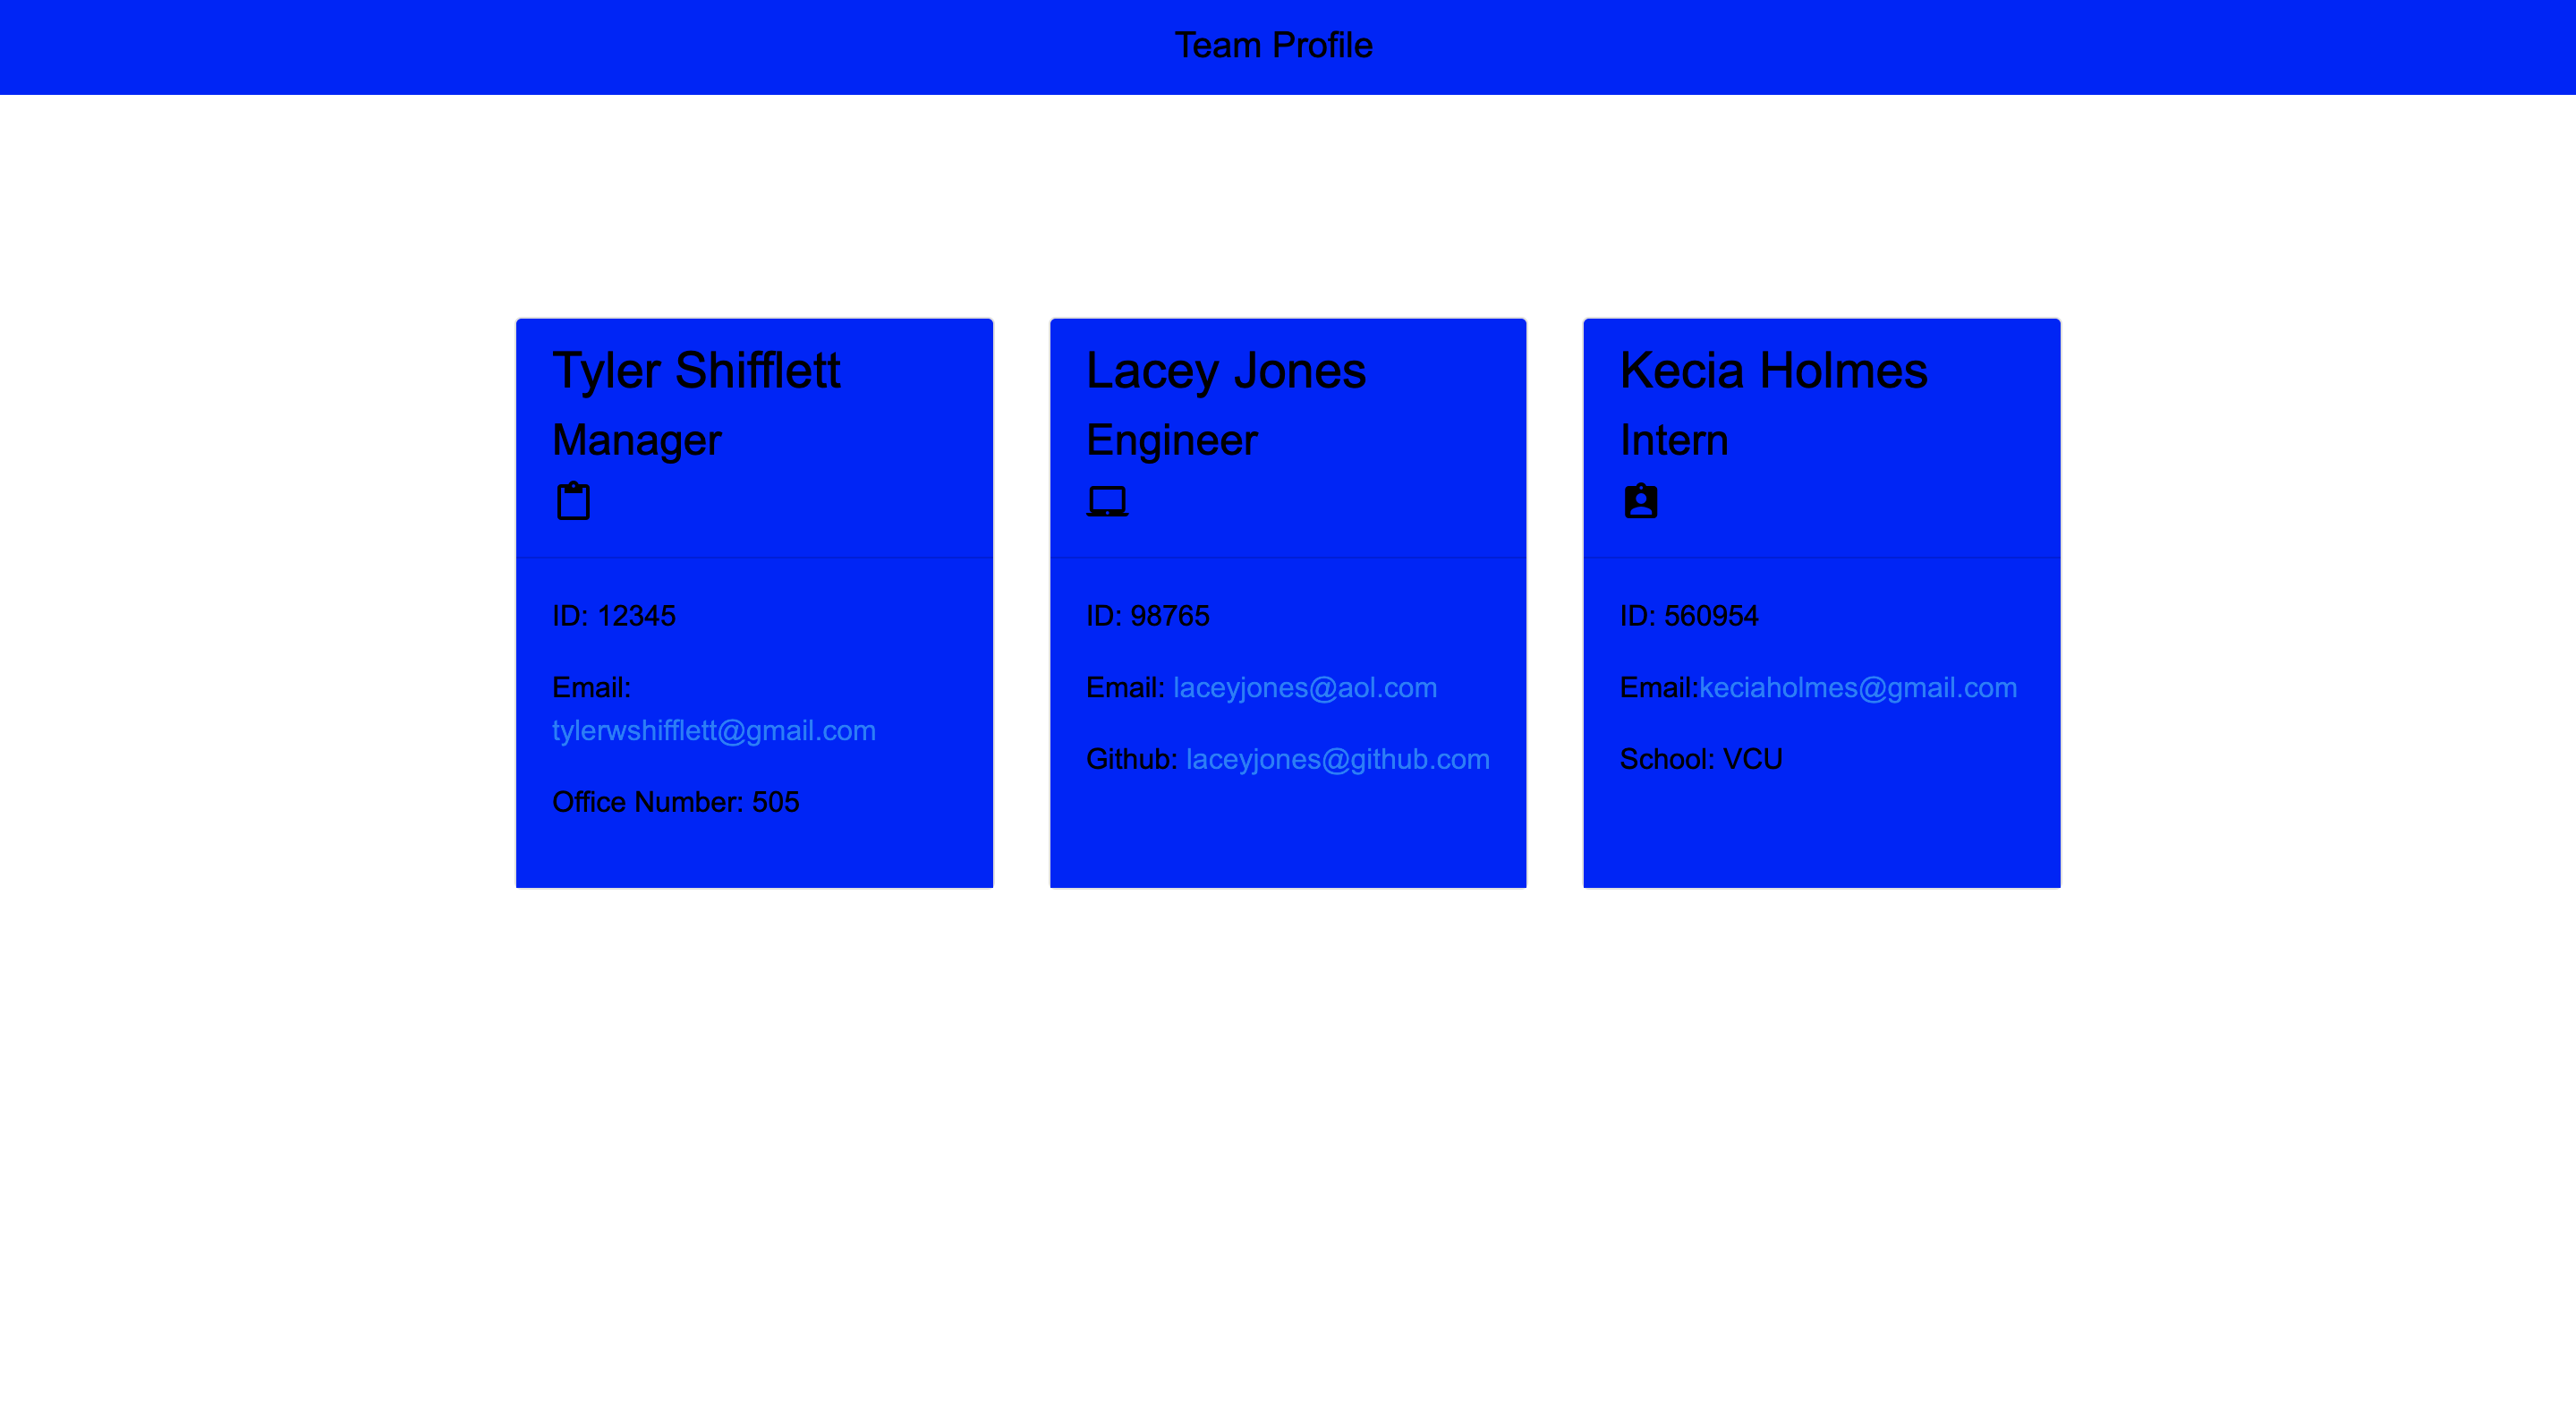 Team Profile
Tyler Shifflett
Manager
ID: 12345
Email:
tylerwshifflett@gmail.com
Office Number: 505
Lacey Jones
Engineer
ID: 98765
Email: laceyjones@aol.com
Github: laceyjones@github.com
Kecia Holmes
Intern
ID: 560954
Email:keciaholmes@gmail.com
School: VCU